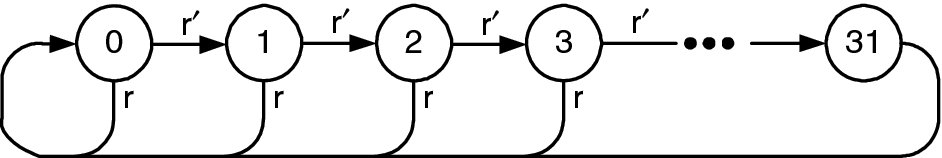 r′ r′ r′ r′
0 1 2 3 ••• 31
r r r r